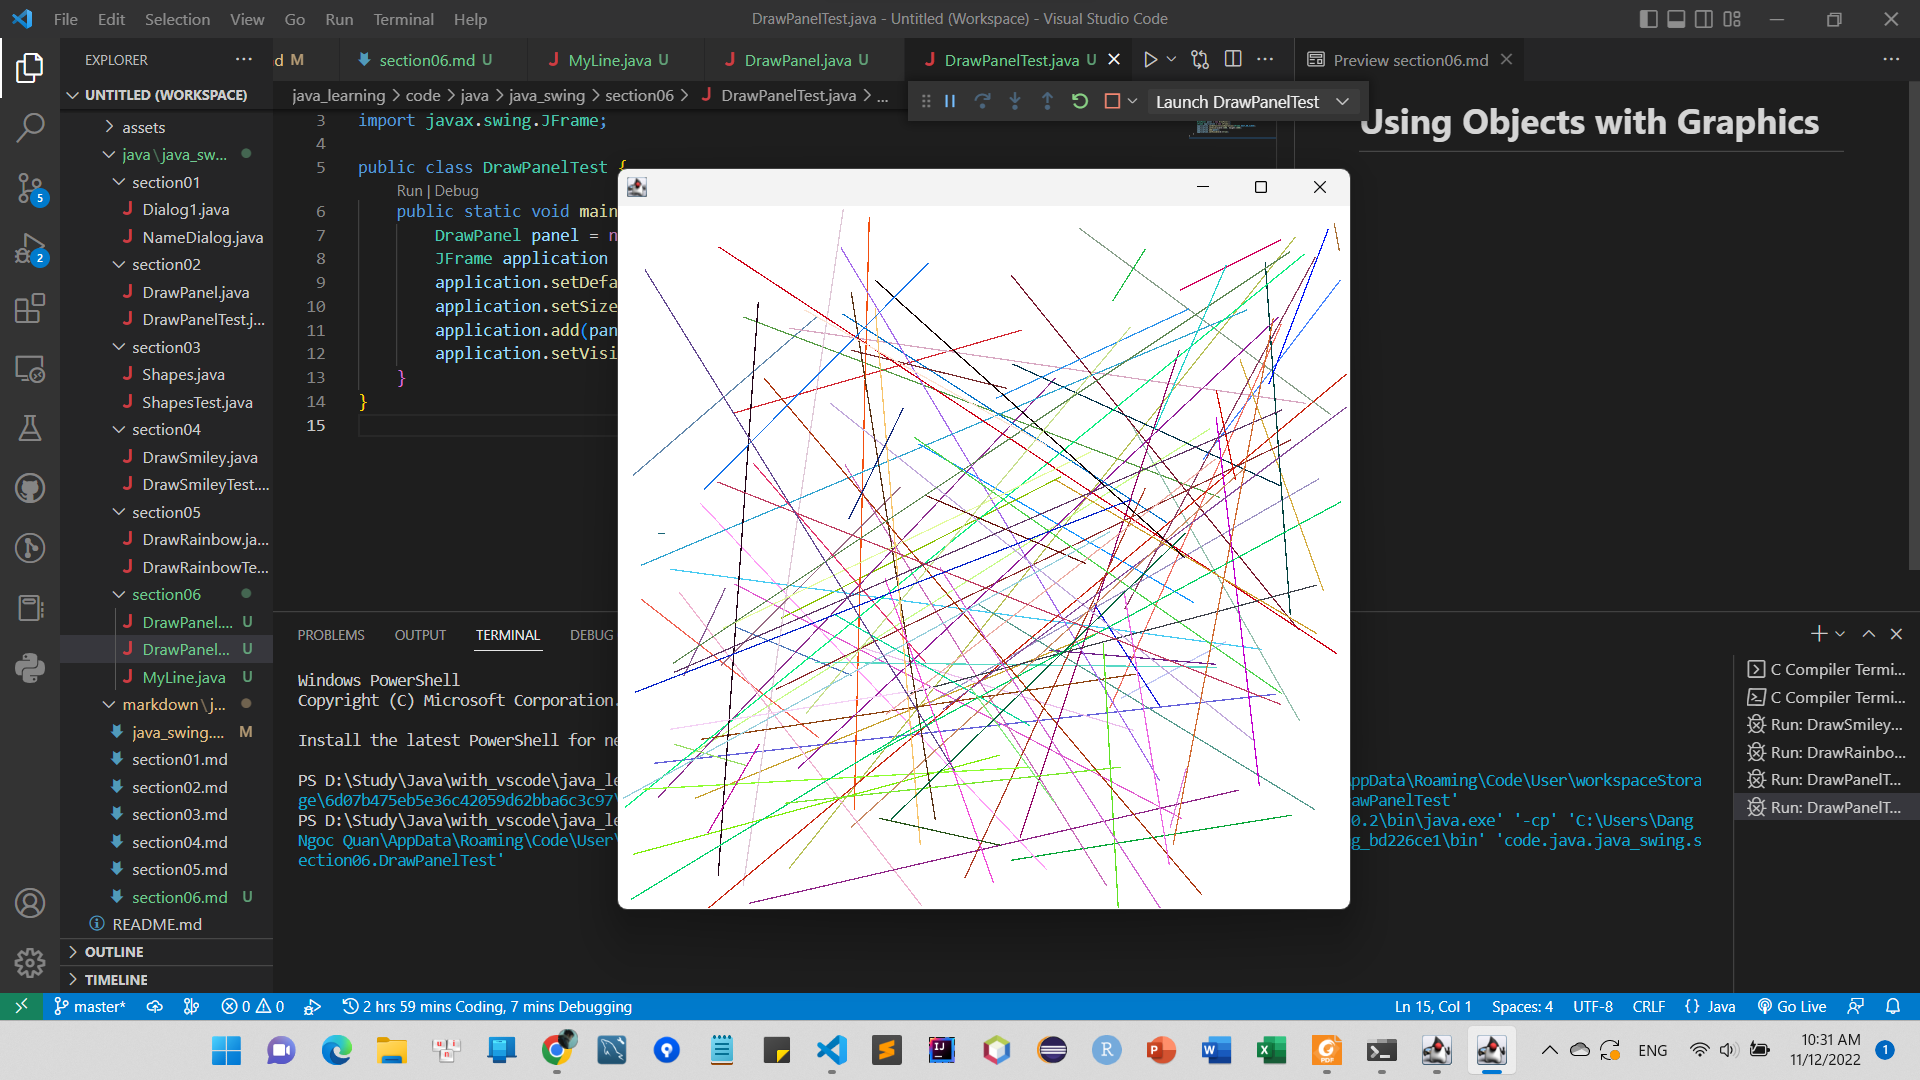 File Edit Selection View Go Run Terminal Help
DrawPanelTest.java - Untitled (Workspace) - Visual Studio Code
EXPLORER
d M
section06.md U
MyLine.java U
DrawPanel.java U
DrawPanelTest.java U
Preview section06.md
UNTITLED (WORKSPACE)
java_learning > code > java > java_swing > section06 > DrawPanelTest.java > ...
Launch DrawPanelTest
assets
java\java_sw...
section01
Dialog1.java
NameDialog.java
section02
DrawPanel.java
DrawPanelTest.j...
section03
Shapes.java
ShapesTest.java
section04
DrawSmiley.java
DrawSmileyTest....
section05
DrawRainbow.ja...
DrawRainbowTe...
section06
DrawPanel.... U
DrawPanel... U
MyLine.java U
markdown\j...
java_swing.... M
section01.md
section02.md
section03.md
section04.md
section05.md
section06.md U
README.md
OUTLINE
TIMELINE
5
2
3 import javax.swing.JFrame;
4
5 public class DrawPanelTest {
Run | Debug
6 public static void main
7 DrawPanel panel = n
8 JFrame application
9 application.setDefa
10 application.setSize
11 application.add(pan
12 application.setVisi
13 }
14 }
15
Using Objects with Graphics
PROBLEMS OUTPUT TERMINAL DEBUG
Windows PowerShell
Copyright (C) Microsoft Corporation.
Install the latest PowerShell for ne
PS D:\Study\Java\with_vscode\java_le
AppData\Roaming\Code\User\workspaceStora
ge\6d07b475eb5e36c42059d62bba6c3c97\
rawPanelTest'
PS D:\Study\Java\with_vscode\java_le
0.2\bin\java.exe' '-cp' 'C:\Users\Dang
Ngoc Quan\AppData\Roaming\Code\User\
g_bd226ce1\bin' 'code.java.java_swing.s
ection06.DrawPanelTest'
C Compiler Termi...
C Compiler Termi...
Run: DrawSmiley...
Run: DrawRainbo...
Run: DrawPanelT...
Run: DrawPanelT...
master* 0 0 2 hrs 59 mins Coding, 7 mins Debugging
Ln 15, Col 1 Spaces: 4 UTF-8 CRLF {} Java Go Live
ENG
10:31 AM
11/12/2022
1